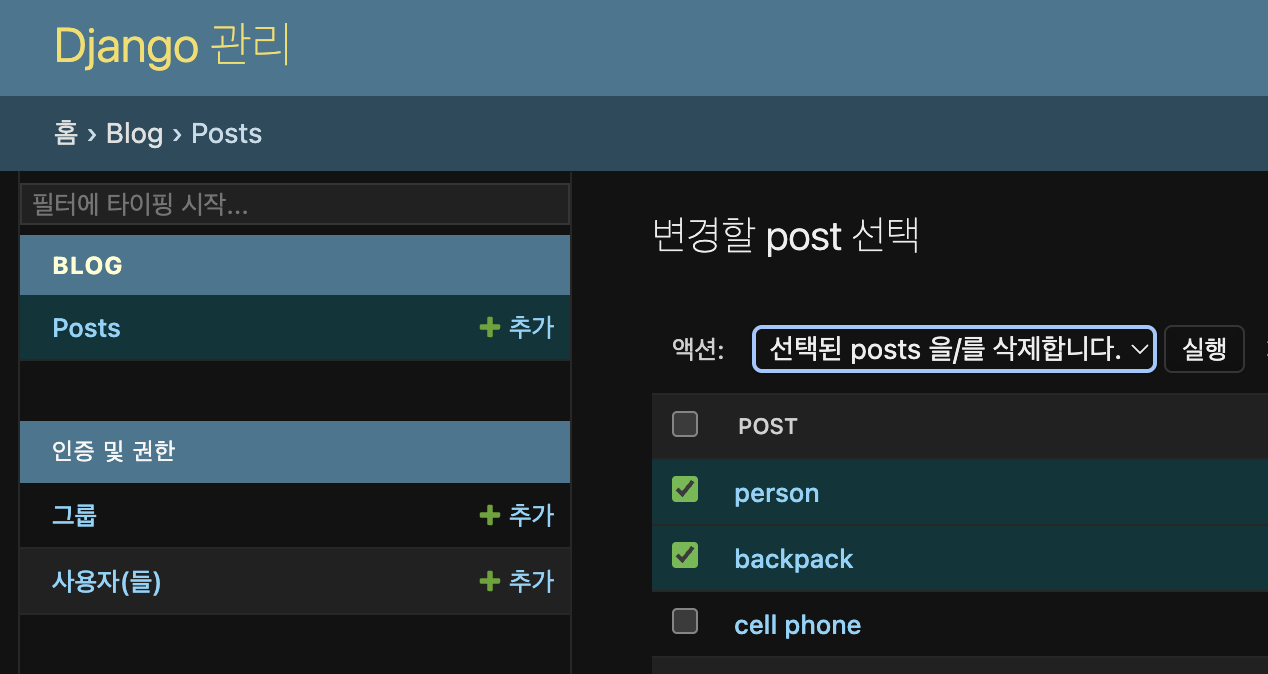 Django 관리
홈 › Blog › Posts
필터에 타이핑 시작...
BLOG
Posts 추가
인증 및 권한
그룹 추가
사용자(들) 추가
변경할 post 선택
액션: 선택된 posts 을/를 삭제합니다. 실행
POST
person
backpack
cell phone